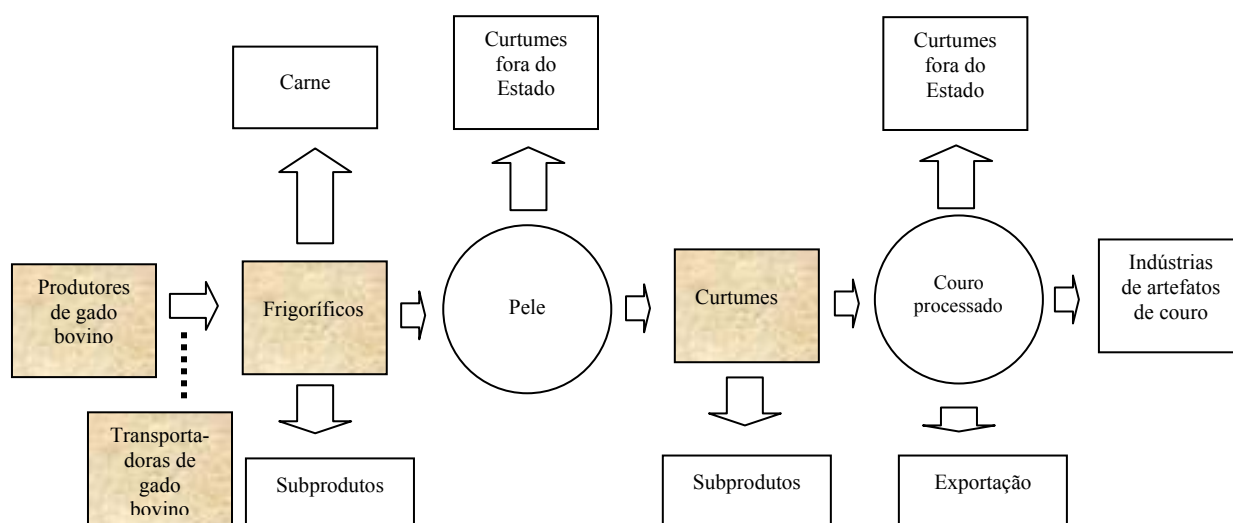 Carne
Curtumes
fora do
Estado
Curtumes
fora do
Estado
Produtores
de gado
bovino
Frigoríficos
Pele
Curtumes
Couro
processado
Indústrias
de artefatos
de couro
Transporta-
doras de
gado
bovino
Subprodutos
Subprodutos
Exportação